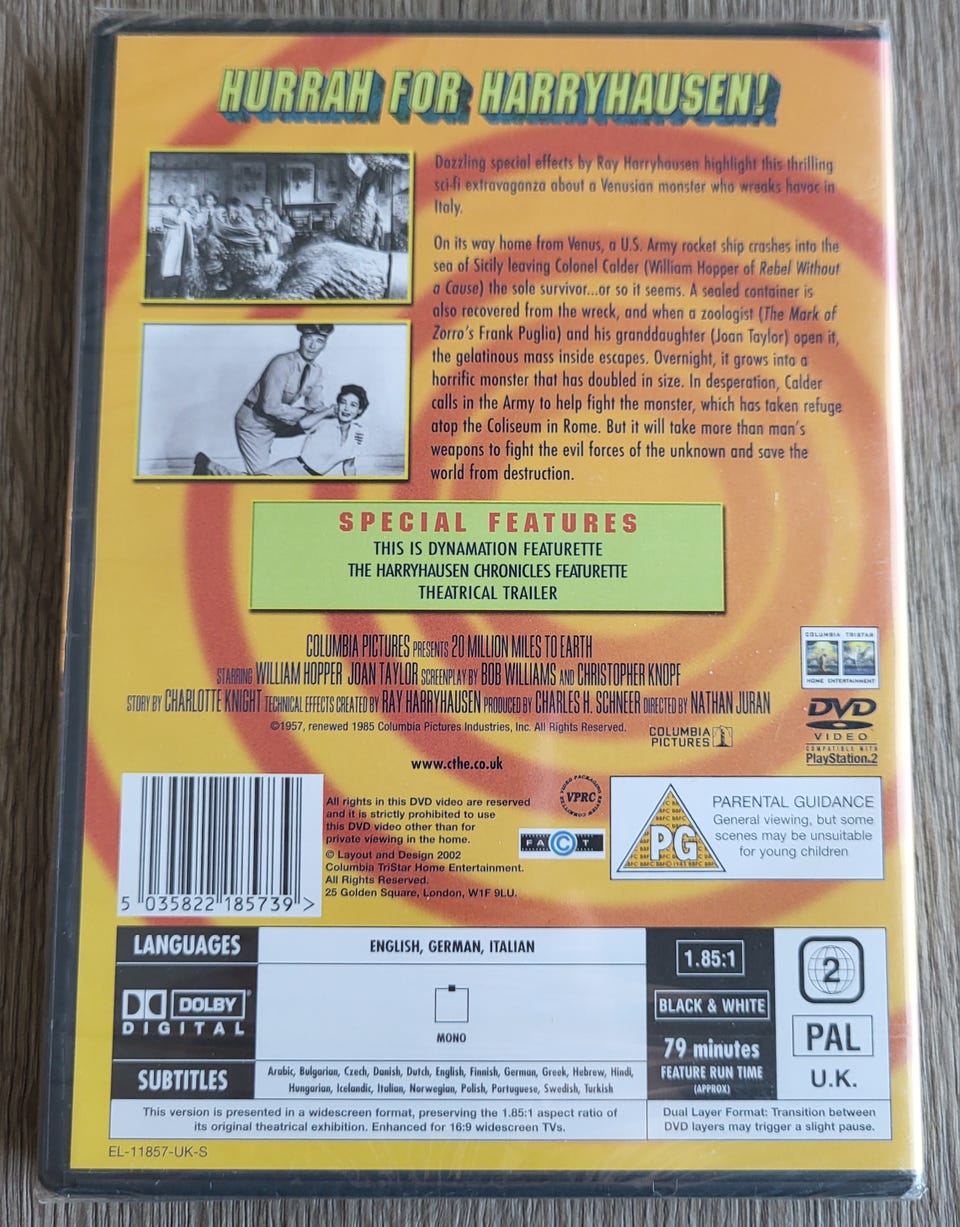 HURRAH FOR HARRYHAUSEN!
Dazzling special effects by Ray Harryhausen highlight this thrilling
sci-fi extravaganza about a Venusian monster who wreaks havoc in
Italy.
On its way home from Venus, a U.S. Army rocket ship crashes into the
sea of Sicily leaving Colonel Calder (William Hopper of Rebel Without
a Cause) the sole survivor...or so it seems. A sealed container is
also recovered from the wreck, and when a zoologist (The Mark of
Zorro's Frank Puglia) and his granddaughter (Joan Taylor) open it,
the gelatinous mass inside escapes. Overnight, it grows into a
horrific monster that has doubled in size. In desperation, Calder
calls in the Army to help fight the monster, which has taken refuge
atop the Coliseum in Rome. But it will take more than man's
weapons to fight the evil forces of the unknown and save the
world from destruction.
SPECIAL FEATURES
THIS IS DYNAMATION FEATURETTE
THE HARRYHAUSEN CHRONICLES FEATURETTE
THEATRICAL TRAILER
COLUMBIA PICTURES PRESENTS 20 MILLION MILES TO EARTH
STARRING WILLIAM HOPPER JOAN TAYLOR SCREENPLAY BY BOB WILLIAMS AND CHRISTOPHER KNOPF
STORY BY CHARLOTTE KNIGHT TECHNICAL EFFECTS CREATED BY RAY HARRYHAUSEN PRODUCED BY CHARLES H. SCHNEER DIRECTED BY NATHAN JURAN
©1957, renewed 1985 Columbia Pictures Industries, Inc. All Rights Reserved.
COLUMBIA
PICTURES
www.cthe.co.uk
COLUMBIA TRISTAR
HOME ENTERTAINMENT
DVD
VIDEO
COMPATIBLE WITH
PlayStation.2
5 035822 185739 >
All rights in this DVD video are reserved
and it is strictly prohibited to use
this DVD video other than for
private viewing in the home.
© Layout and Design 2002
Columbia TriStar Home Entertainment.
All Rights Reserved.
25 Golden Square, London, W1F 9LU.
VIDEO PACKAGING REVIEW COMMITTEE
VPRC
FACT
PG
PARENTAL GUIDANCE
General viewing, but some
scenes may be unsuitable
for young children
LANGUAGES
ENGLISH, GERMAN, ITALIAN
DOLBY
DIGITAL
MONO
SUBTITLES
Arabic, Bulgarian, Czech, Danish, Dutch, English, Finnish, German, Greek, Hebrew, Hindi,
Hungarian, Icelandic, Italian, Norwegian, Polish, Portuguese, Swedish, Turkish
1.85:1
BLACK & WHITE
79 minutes
FEATURE RUN TIME
(APPROX)
2
PAL
U.K.
This version is presented in a widescreen format, preserving the 1.85:1 aspect ratio of
its original theatrical exhibition. Enhanced for 16:9 widescreen TVs.
Dual Layer Format: Transition between
DVD layers may trigger a slight pause.
EL-11857-UK-S